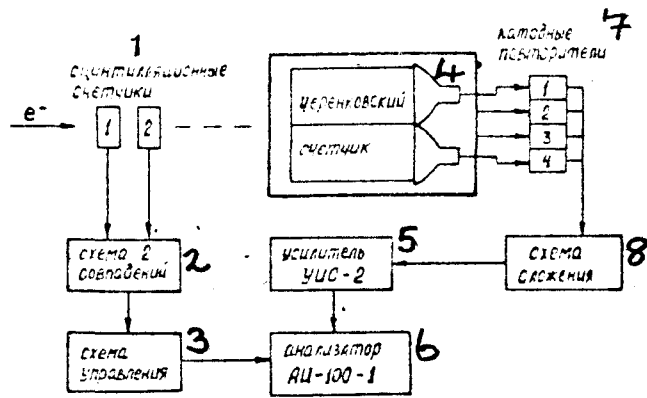 1
сцинтилляционные
счетчики
e⁻
1 2
4
черенковский
счетчик
катодные
повторители
7
1
2
3
4
схема 2
совпадений
2
усилитель
УИС-2
5
схема
сложения
8
схема
управления
3
анализатор
АИ-100-1
6